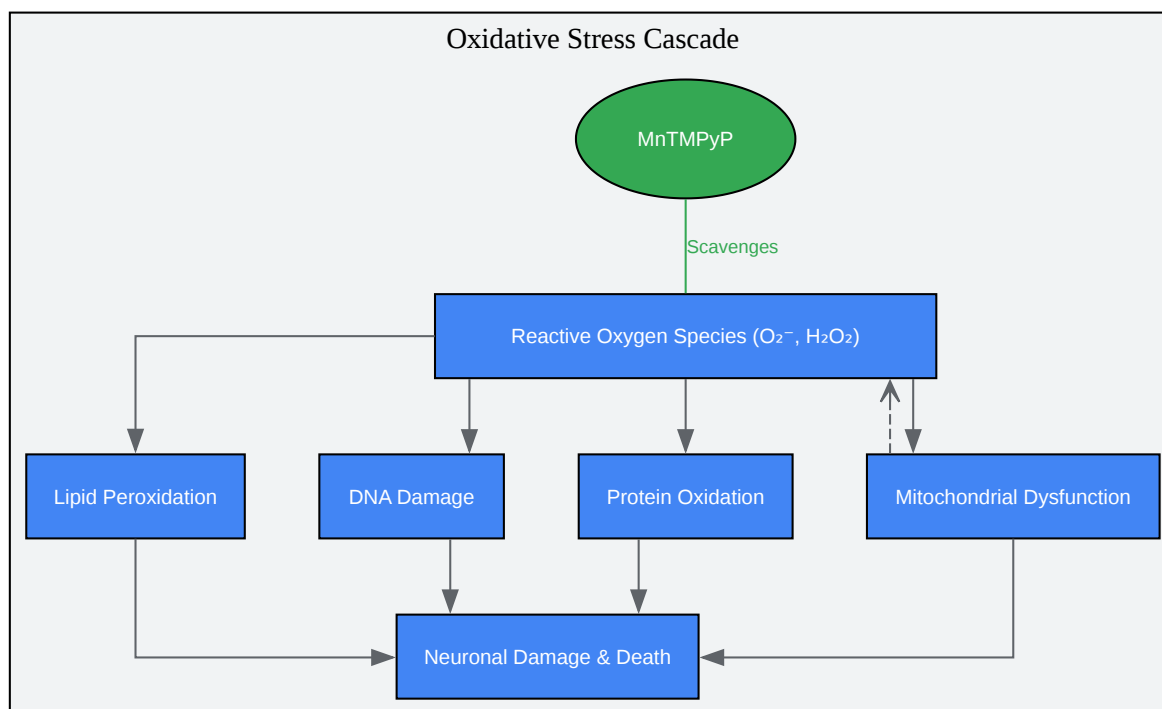 Oxidative Stress Cascade
MnTMPyP
Scavenges
Reactive Oxygen Species (O₂⁻, H₂O₂)
Lipid Peroxidation
DNA Damage
Protein Oxidation
Mitochondrial Dysfunction
Neuronal Damage & Death